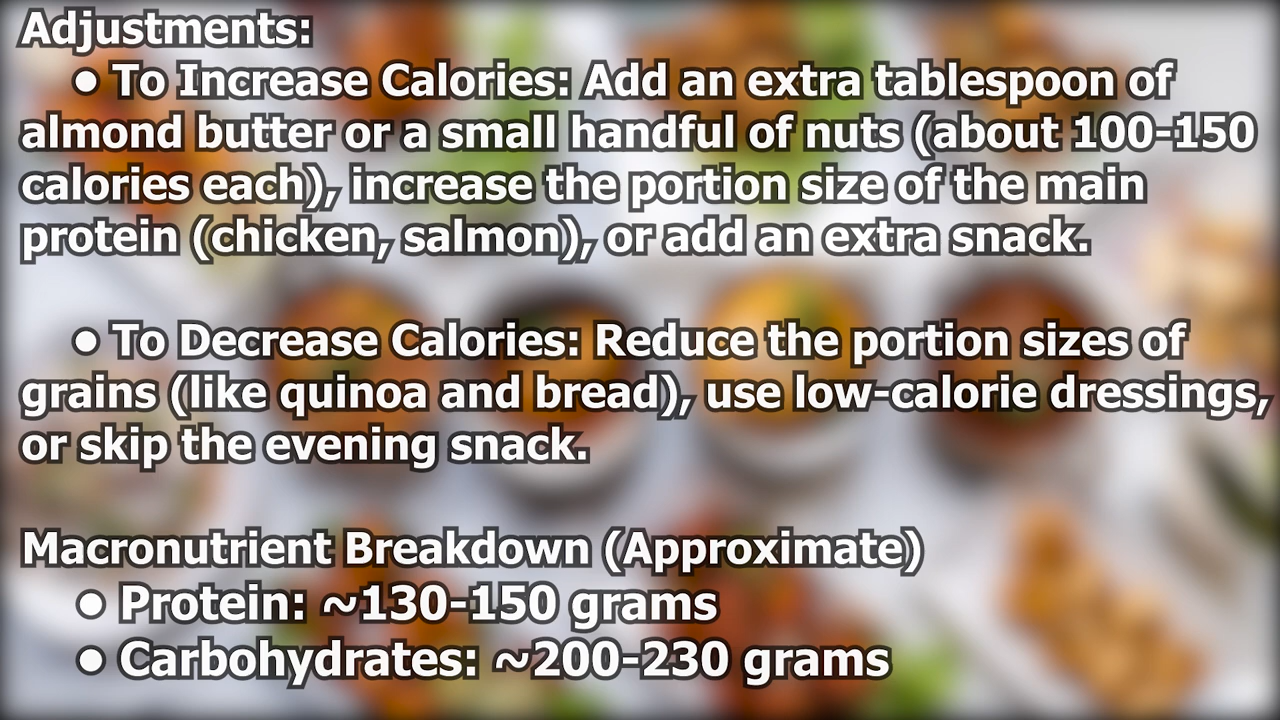 Adjustments:
• To Increase Calories: Add an extra tablespoon of
almond butter or a small handful of nuts (about 100-150
calories each), increase the portion size of the main
protein (chicken, salmon), or add an extra snack.
• To Decrease Calories: Reduce the portion sizes of
grains (like quinoa and bread), use low-calorie dressings,
or skip the evening snack.
Macronutrient Breakdown (Approximate)
• Protein: ~130-150 grams
• Carbohydrates: ~200-230 grams